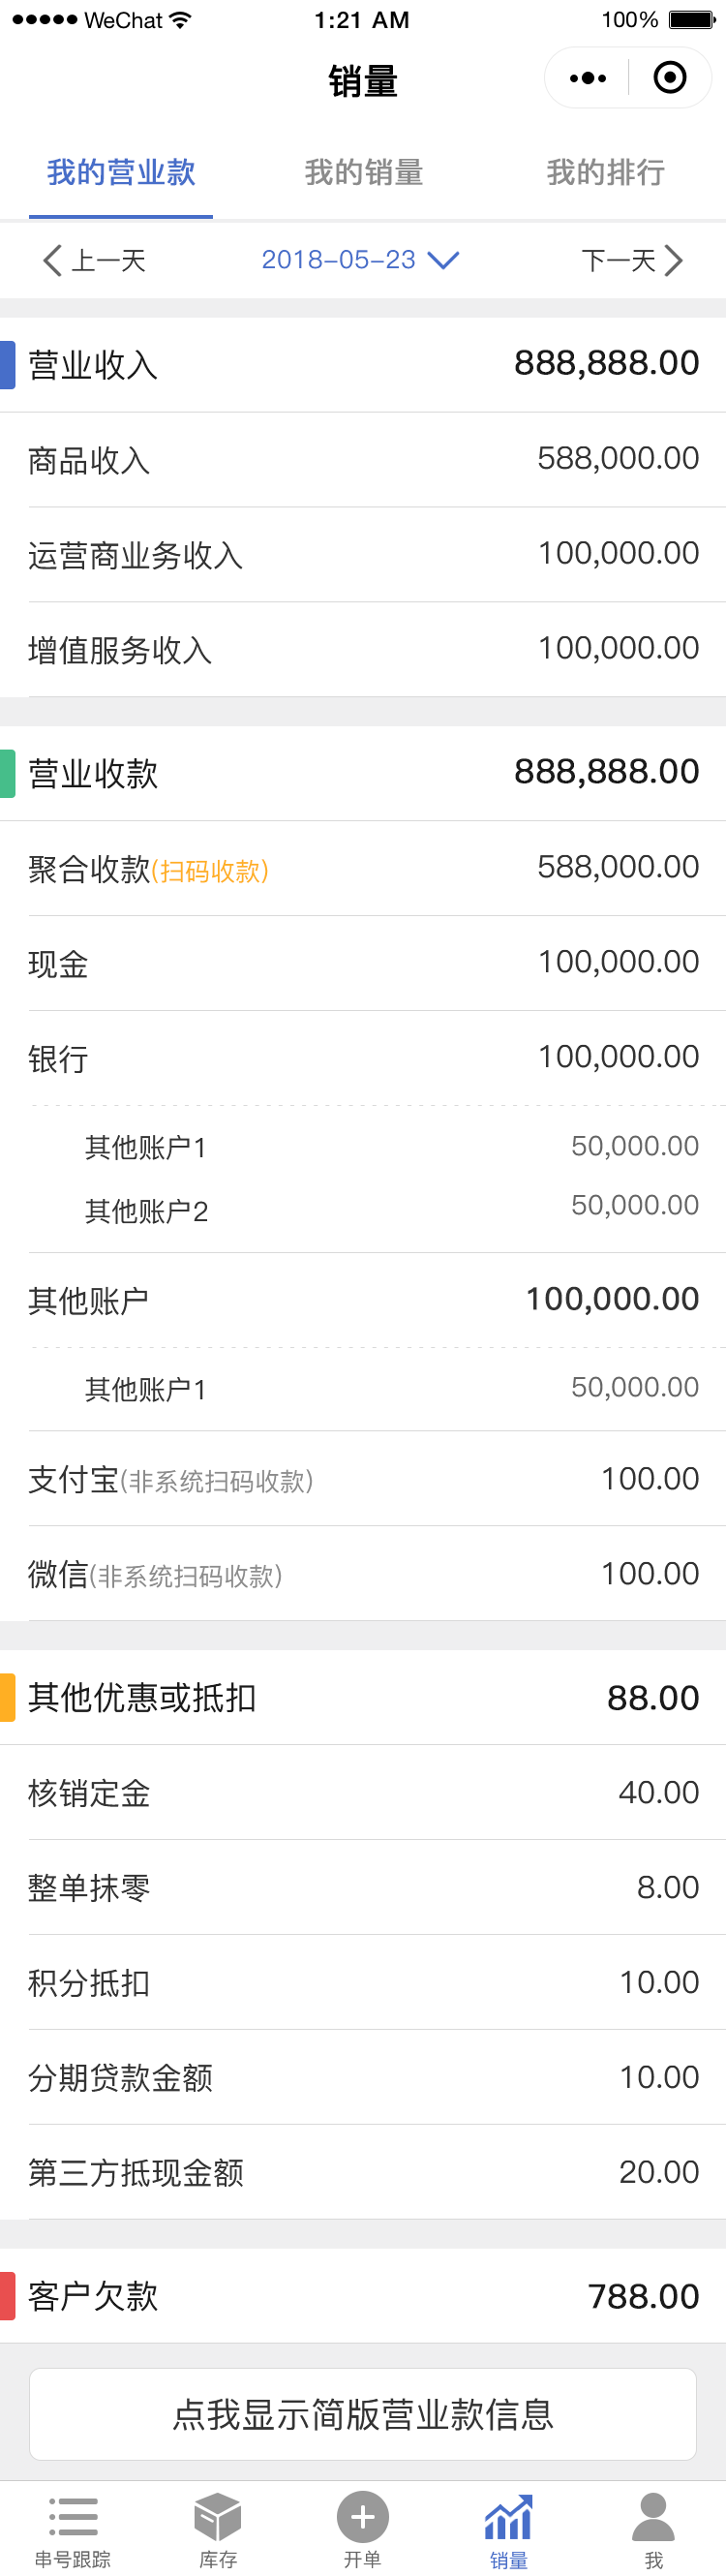 WeChat 1:21 AM 100%
销量
我的营业款 我的销量 我的排行
上一天 2018-05-23 下一天
营业收入 888,888.00
商品收入 588,000.00
运营商业务收入 100,000.00
增值服务收入 100,000.00
营业收款 888,888.00
聚合收款(扫码收款) 588,000.00
现金 100,000.00
银行 100,000.00
其他账户1 50,000.00
其他账户2 50,000.00
其他账户 100,000.00
其他账户1 50,000.00
支付宝(非系统扫码收款) 100.00
微信(非系统扫码收款) 100.00
其他优惠或抵扣 88.00
核销定金 40.00
整单抹零 8.00
积分抵扣 10.00
分期贷款金额 10.00
第三方抵现金额 20.00
客户欠款 788.00
点我显示简版营业款信息
串号跟踪 库存 开单 销量 我